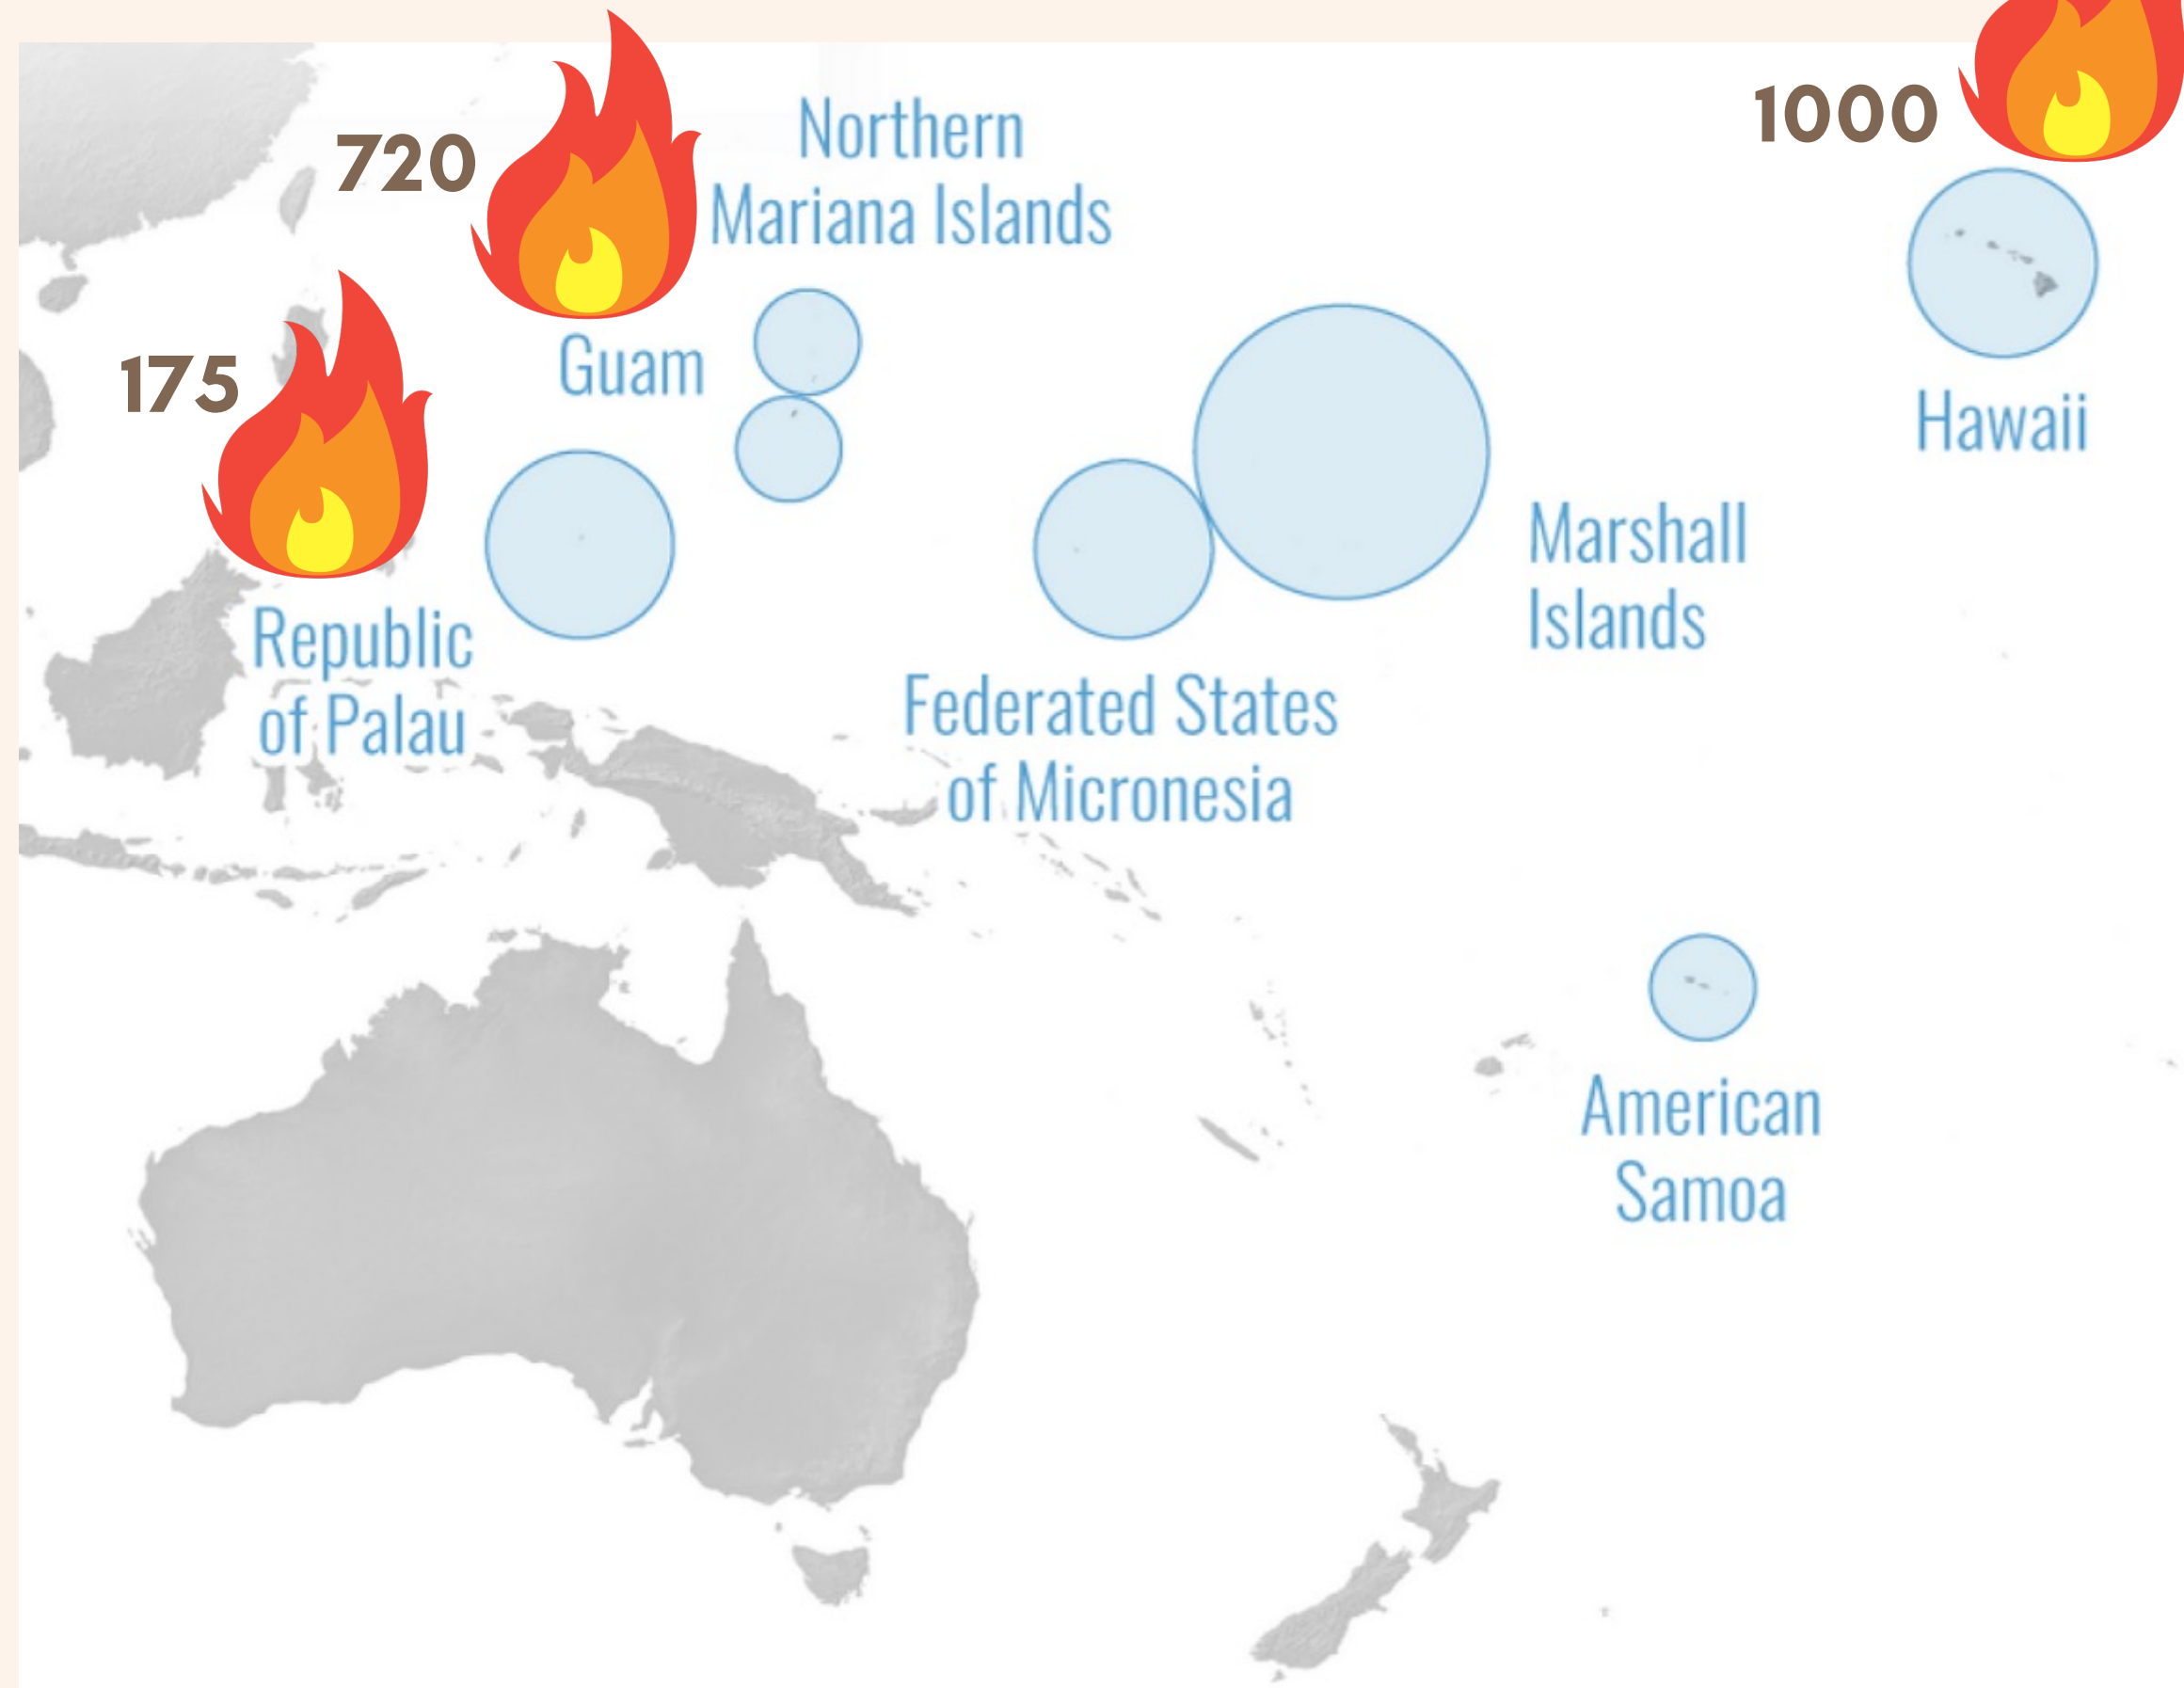 1000
720
Northern
Mariana Islands
175
Guam
Hawaii
Marshall
Islands
Republic
of Palau
Federated States
of Micronesia
American
Samoa